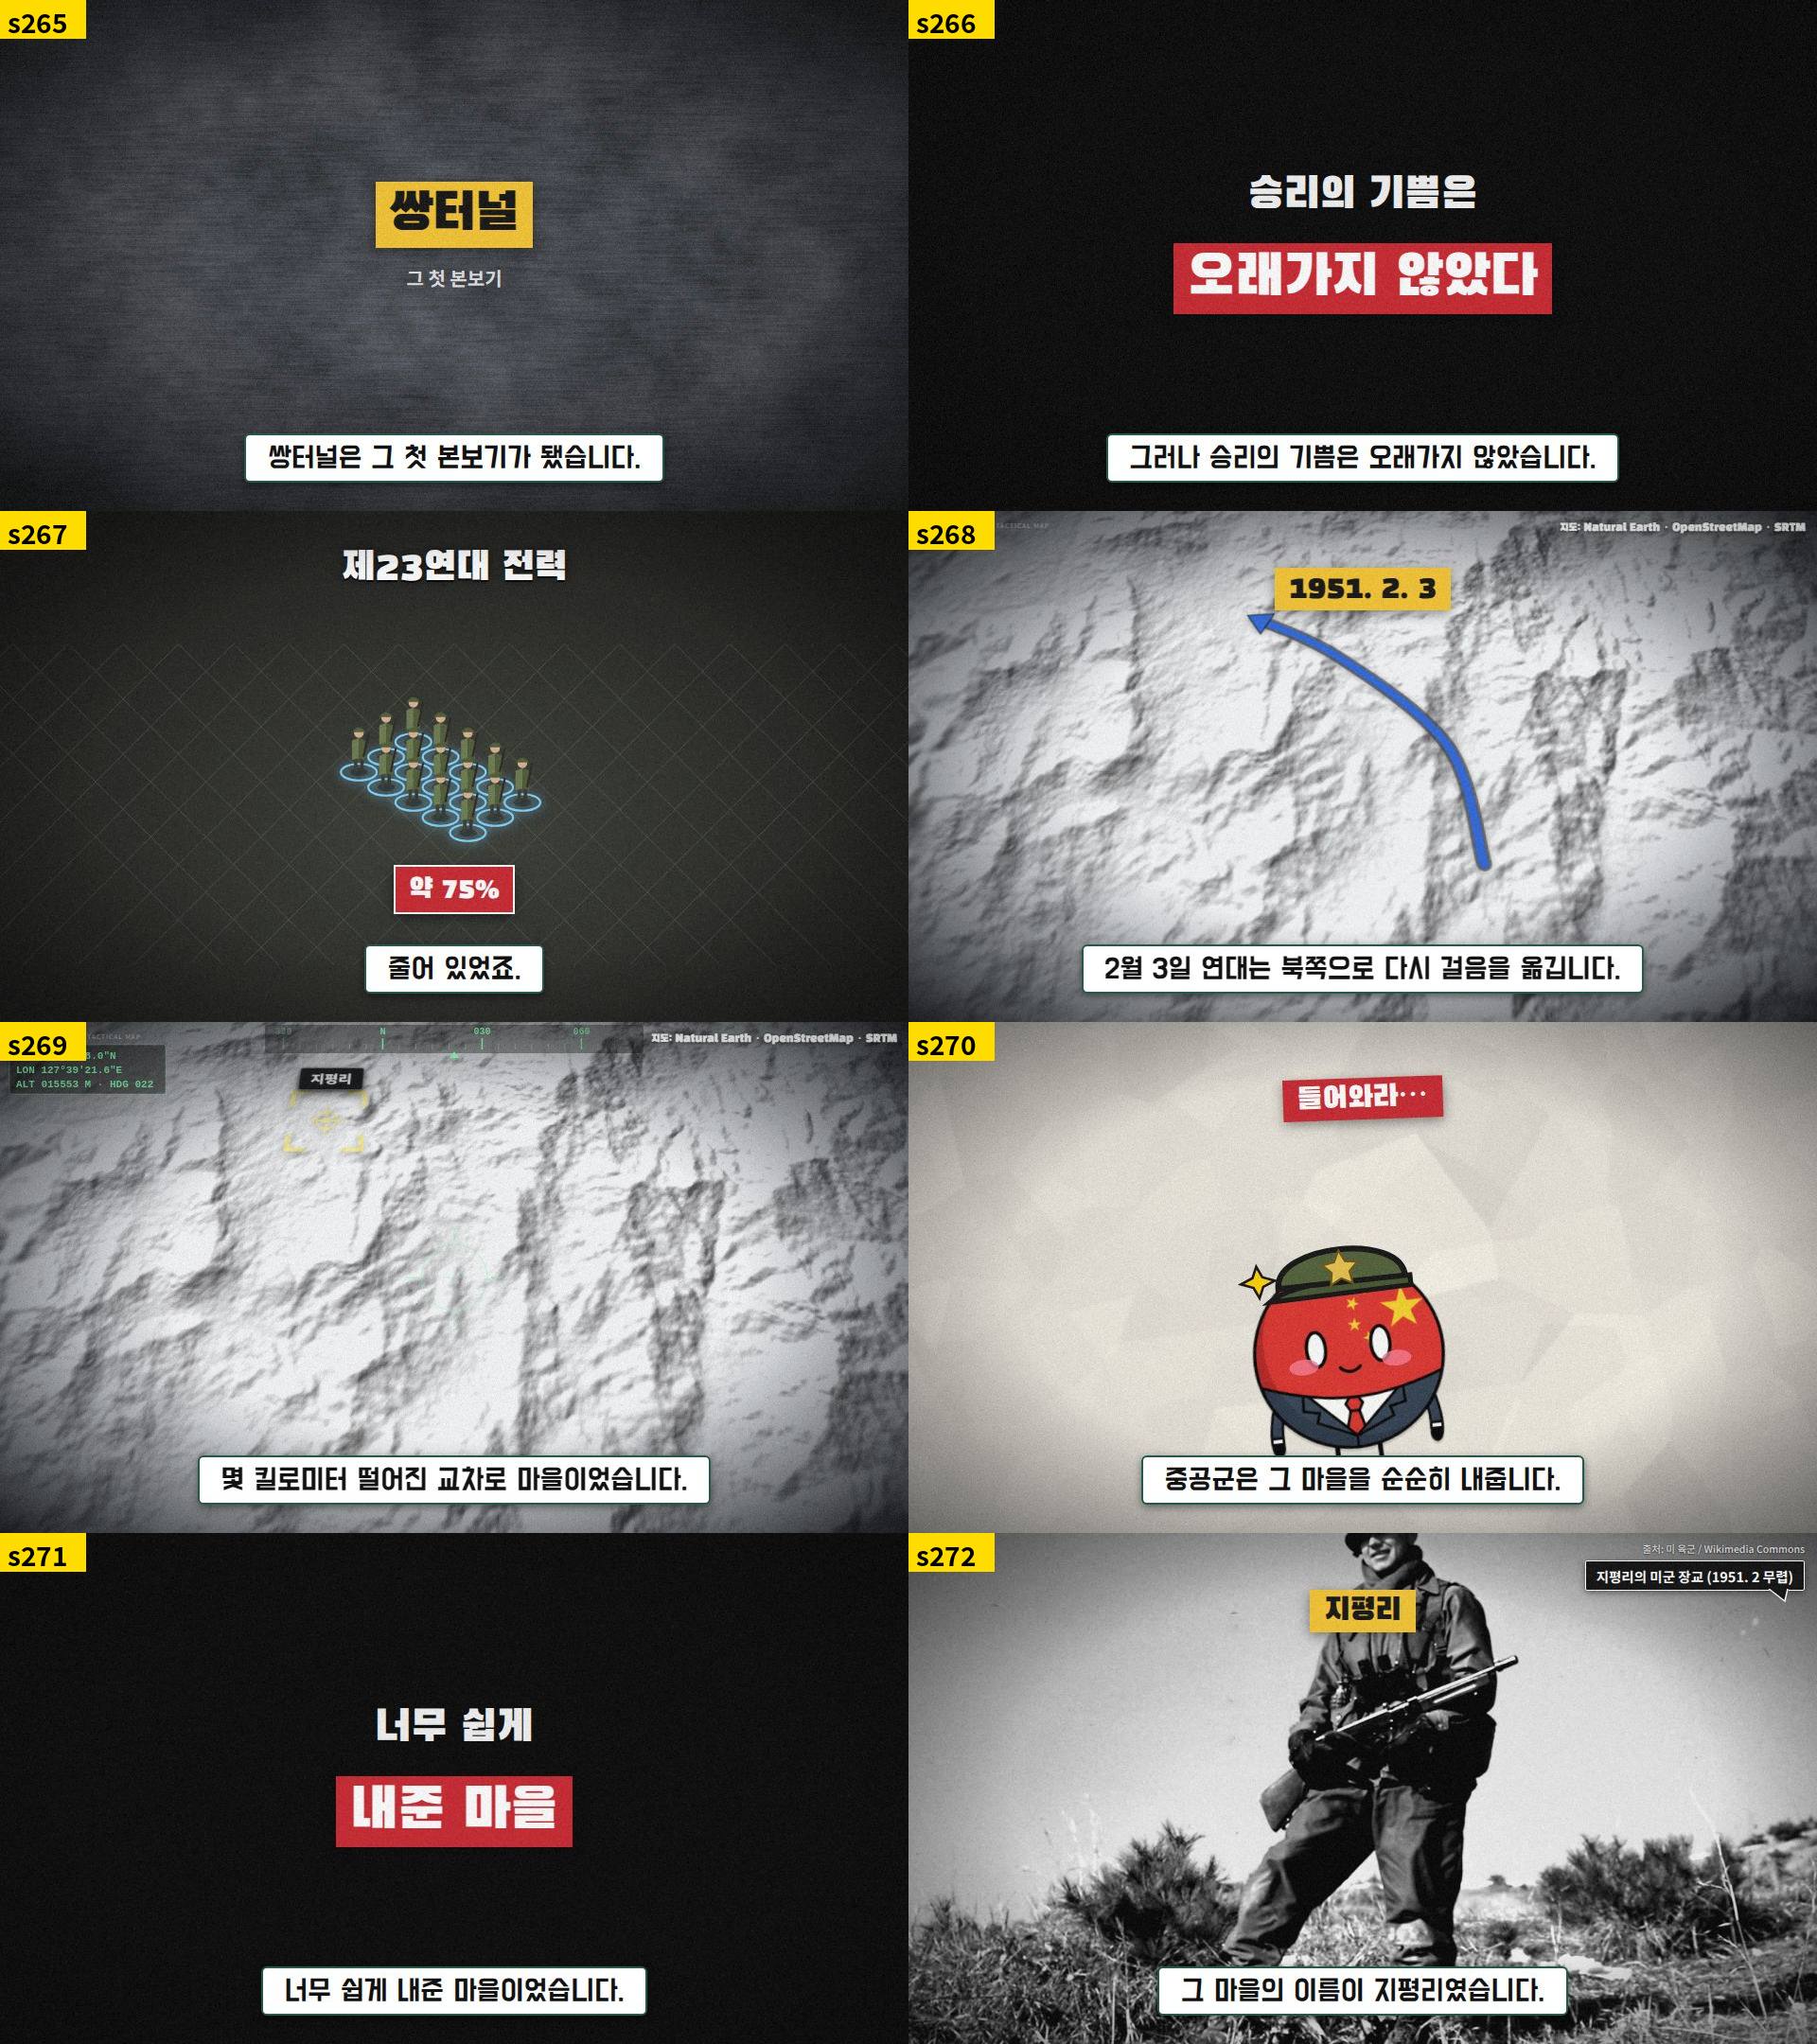 s265
쌍터널
그 첫 본보기
쌍터널은 그 첫 본보기가 됐습니다.
s266
승리의 기쁨은
오래가지 않았다
그러나 승리의 기쁨은 오래가지 않았습니다.
s267
제23연대 전력
약 75%
줄어 있었죠.
s268
TACTICAL MAP
지도: Natural Earth · OpenStreetMap · SRTM
1951. 2. 3
2월 3일 연대는 북쪽으로 다시 걸음을 옮깁니다.
s269
TACTICAL MAP
N 030 060
지도: Natural Earth · OpenStreetMap · SRTM
LON 127°39'21.6"E
ALT 015553 M · HDG 022
지평리
몇 킬로미터 떨어진 교차로 마을이었습니다.
s270
들어와라…
중공군은 그 마을을 순순히 내줍니다.
s271
너무 쉽게
내준 마을
너무 쉽게 내준 마을이었습니다.
s272
출처: 미 육군 / Wikimedia Commons
지평리의 미군 장교 (1951. 2 무렵)
지평리
그 마을의 이름이 지평리였습니다.